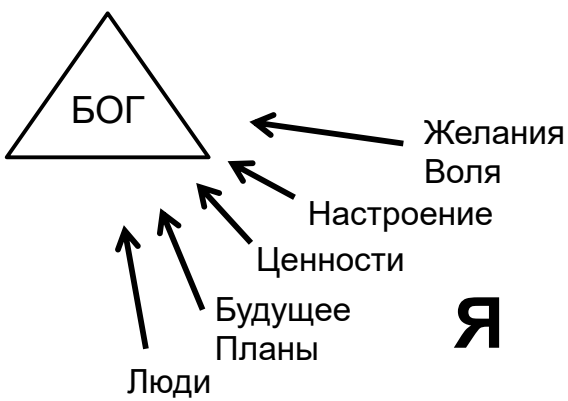 БОГ
Желания
Воля
Настроение
Ценности
Будущее
Планы
Я
Люди